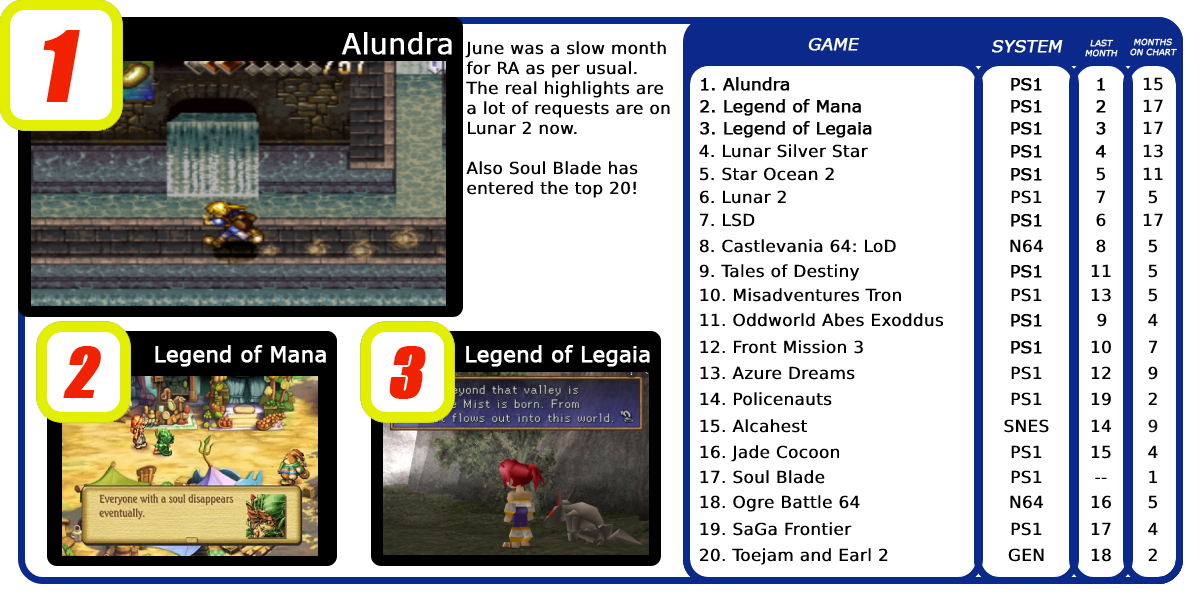 1
Alundra
/57
June was a slow month
for RA as per usual.
The real highlights are
a lot of requests are on
Lunar 2 now.
Also Soul Blade has
entered the top 20!
2
Legend of Mana
Everyone with a soul disappears
eventually.
3
Legend of Legaia
eyond that valley is
e Mist is born. From
flows out into this world.
GAME SYSTEM LAST MONTH MONTHS ON CHART
1. Alundra PS1 1 15
2. Legend of Mana PS1 2 17
3. Legend of Legaia PS1 3 17
4. Lunar Silver Star PS1 4 13
5. Star Ocean 2 PS1 5 11
6. Lunar 2 PS1 7 5
7. LSD PS1 6 17
8. Castlevania 64: LoD N64 8 5
9. Tales of Destiny PS1 11 5
10. Misadventures Tron PS1 13 5
11. Oddworld Abes Exoddus PS1 9 4
12. Front Mission 3 PS1 10 7
13. Azure Dreams PS1 12 9
14. Policenauts PS1 19 2
15. Alcahest SNES 14 9
16. Jade Cocoon PS1 15 4
17. Soul Blade PS1 -- 1
18. Ogre Battle 64 N64 16 5
19. SaGa Frontier PS1 17 4
20. Toejam and Earl 2 GEN 18 2